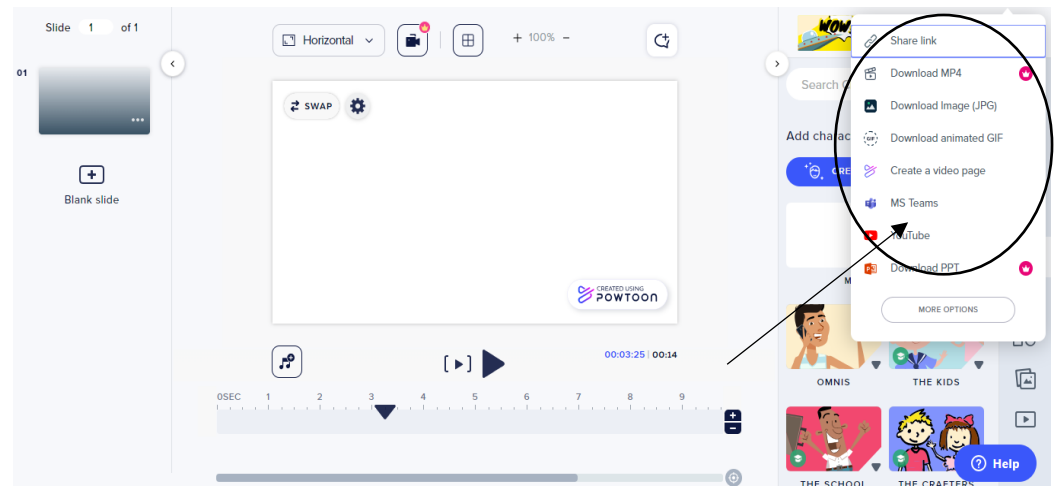 Slide 1 of 1
01
Blank slide
Horizontal
+ 100% −
SWAP
CREATED USING
POWTOON
00:03:25 | 00:14
0SEC 1 2 3 4 5 6 7 8 9
WOW
Search
Add charac
CRE
M
OMNIS
THE KIDS
THE SCHOOL
THE CRAFTERS
Share link
Download MP4
Download Image (JPG)
GIF
Download animated GIF
Create a video page
MS Teams
YouTube
Download PPT
MORE OPTIONS
Help